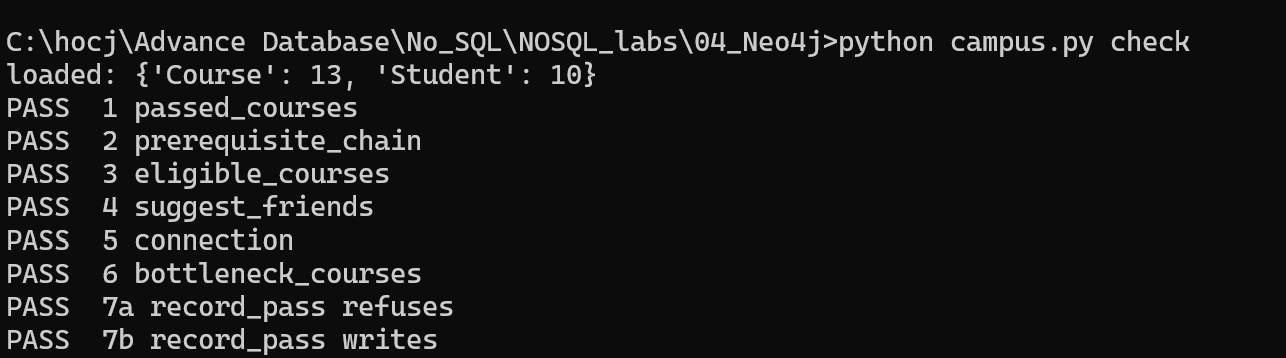 C:\hocj\Advance Database\No_SQL\NOSQL_labs\04_Neo4j>python campus.py check
loaded: {'Course': 13, 'Student': 10}
PASS  1 passed_courses
PASS  2 prerequisite_chain
PASS  3 eligible_courses
PASS  4 suggest_friends
PASS  5 connection
PASS  6 bottleneck_courses
PASS  7a record_pass refuses
PASS  7b record_pass writes